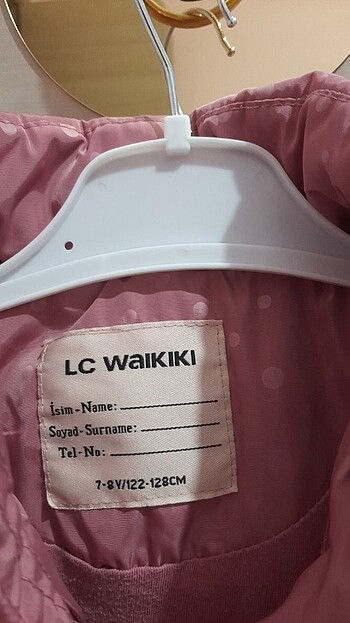 LC WAIKIKI
İsim-Name:
Soyad-Surname:
Tel-No:
7-8Y/122-128CM